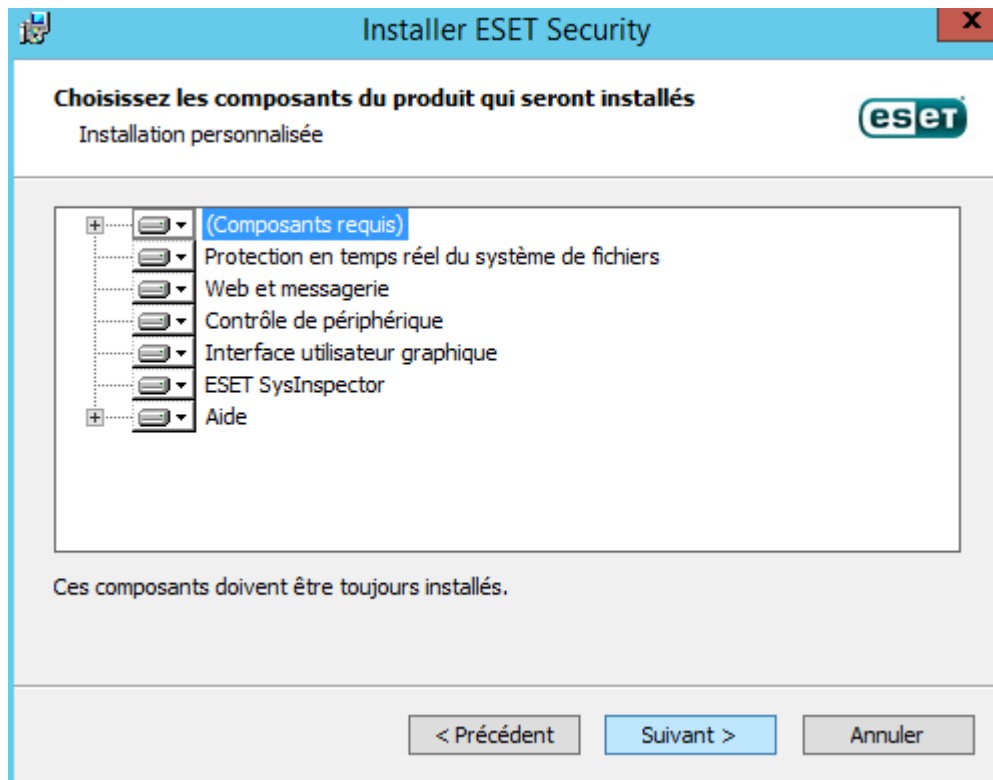 Installer ESET Security
x
Choisissez les composants du produit qui seront installés
Installation personnalisée
eseT
(Composants requis)
Protection en temps réel du système de fichiers
Web et messagerie
Contrôle de périphérique
Interface utilisateur graphique
ESET SysInspector
Aide
Ces composants doivent être toujours installés.
< Précédent
Suivant >
Annuler